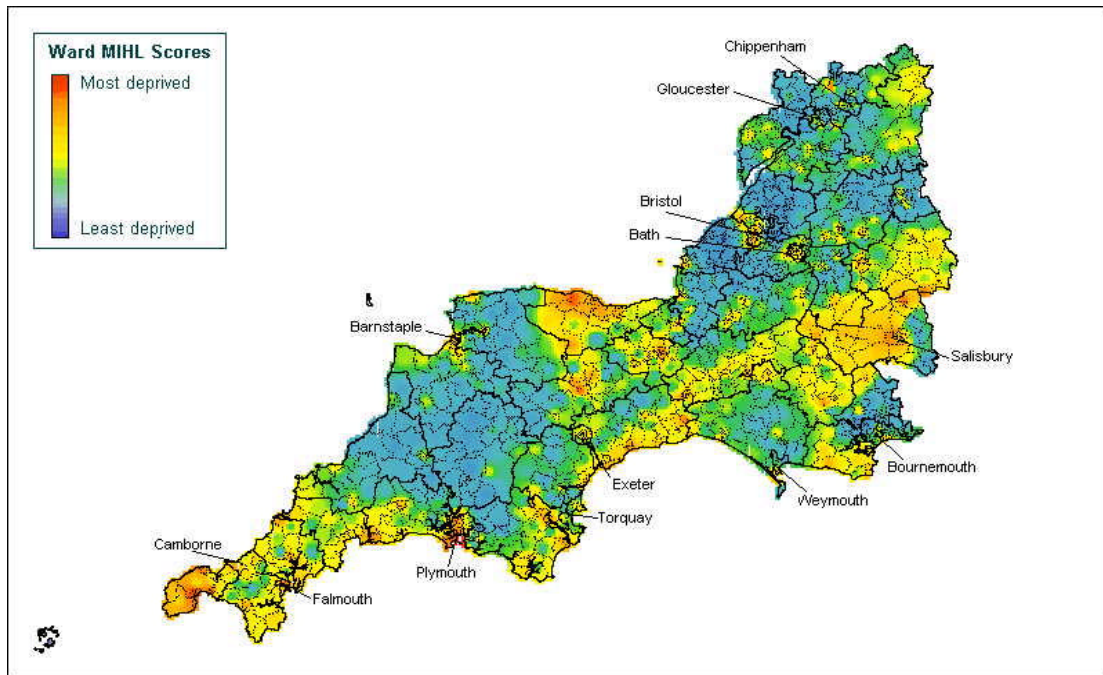 Ward MIHL Scores
Most deprived
Least deprived
Chippenham
Gloucester
Bristol
Bath
Barnstaple
Salisbury
Bournemouth
Weymouth
Exeter
Torquay
Camborne
Plymouth
Falmouth